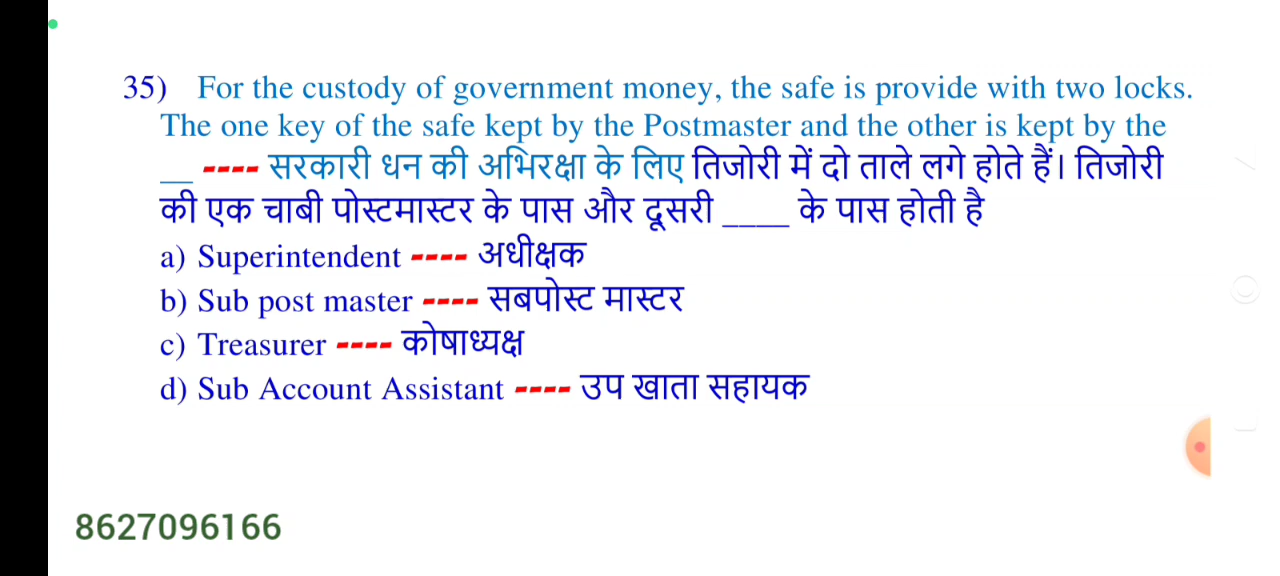 35) For the custody of government money, the safe is provide with two locks.
The one key of the safe kept by the Postmaster and the other is kept by the
__ ---- सरकारी धन की अभिरक्षा के लिए तिजोरी में दो ताले लगे होते हैं। तिजोरी
की एक चाबी पोस्टमास्टर के पास और दूसरी ____ के पास होती है
a) Superintendent ---- अधीक्षक
b) Sub post master ---- सबपोस्ट मास्टर
c) Treasurer ---- कोषाध्यक्ष
d) Sub Account Assistant ---- उप खाता सहायक
8627096166